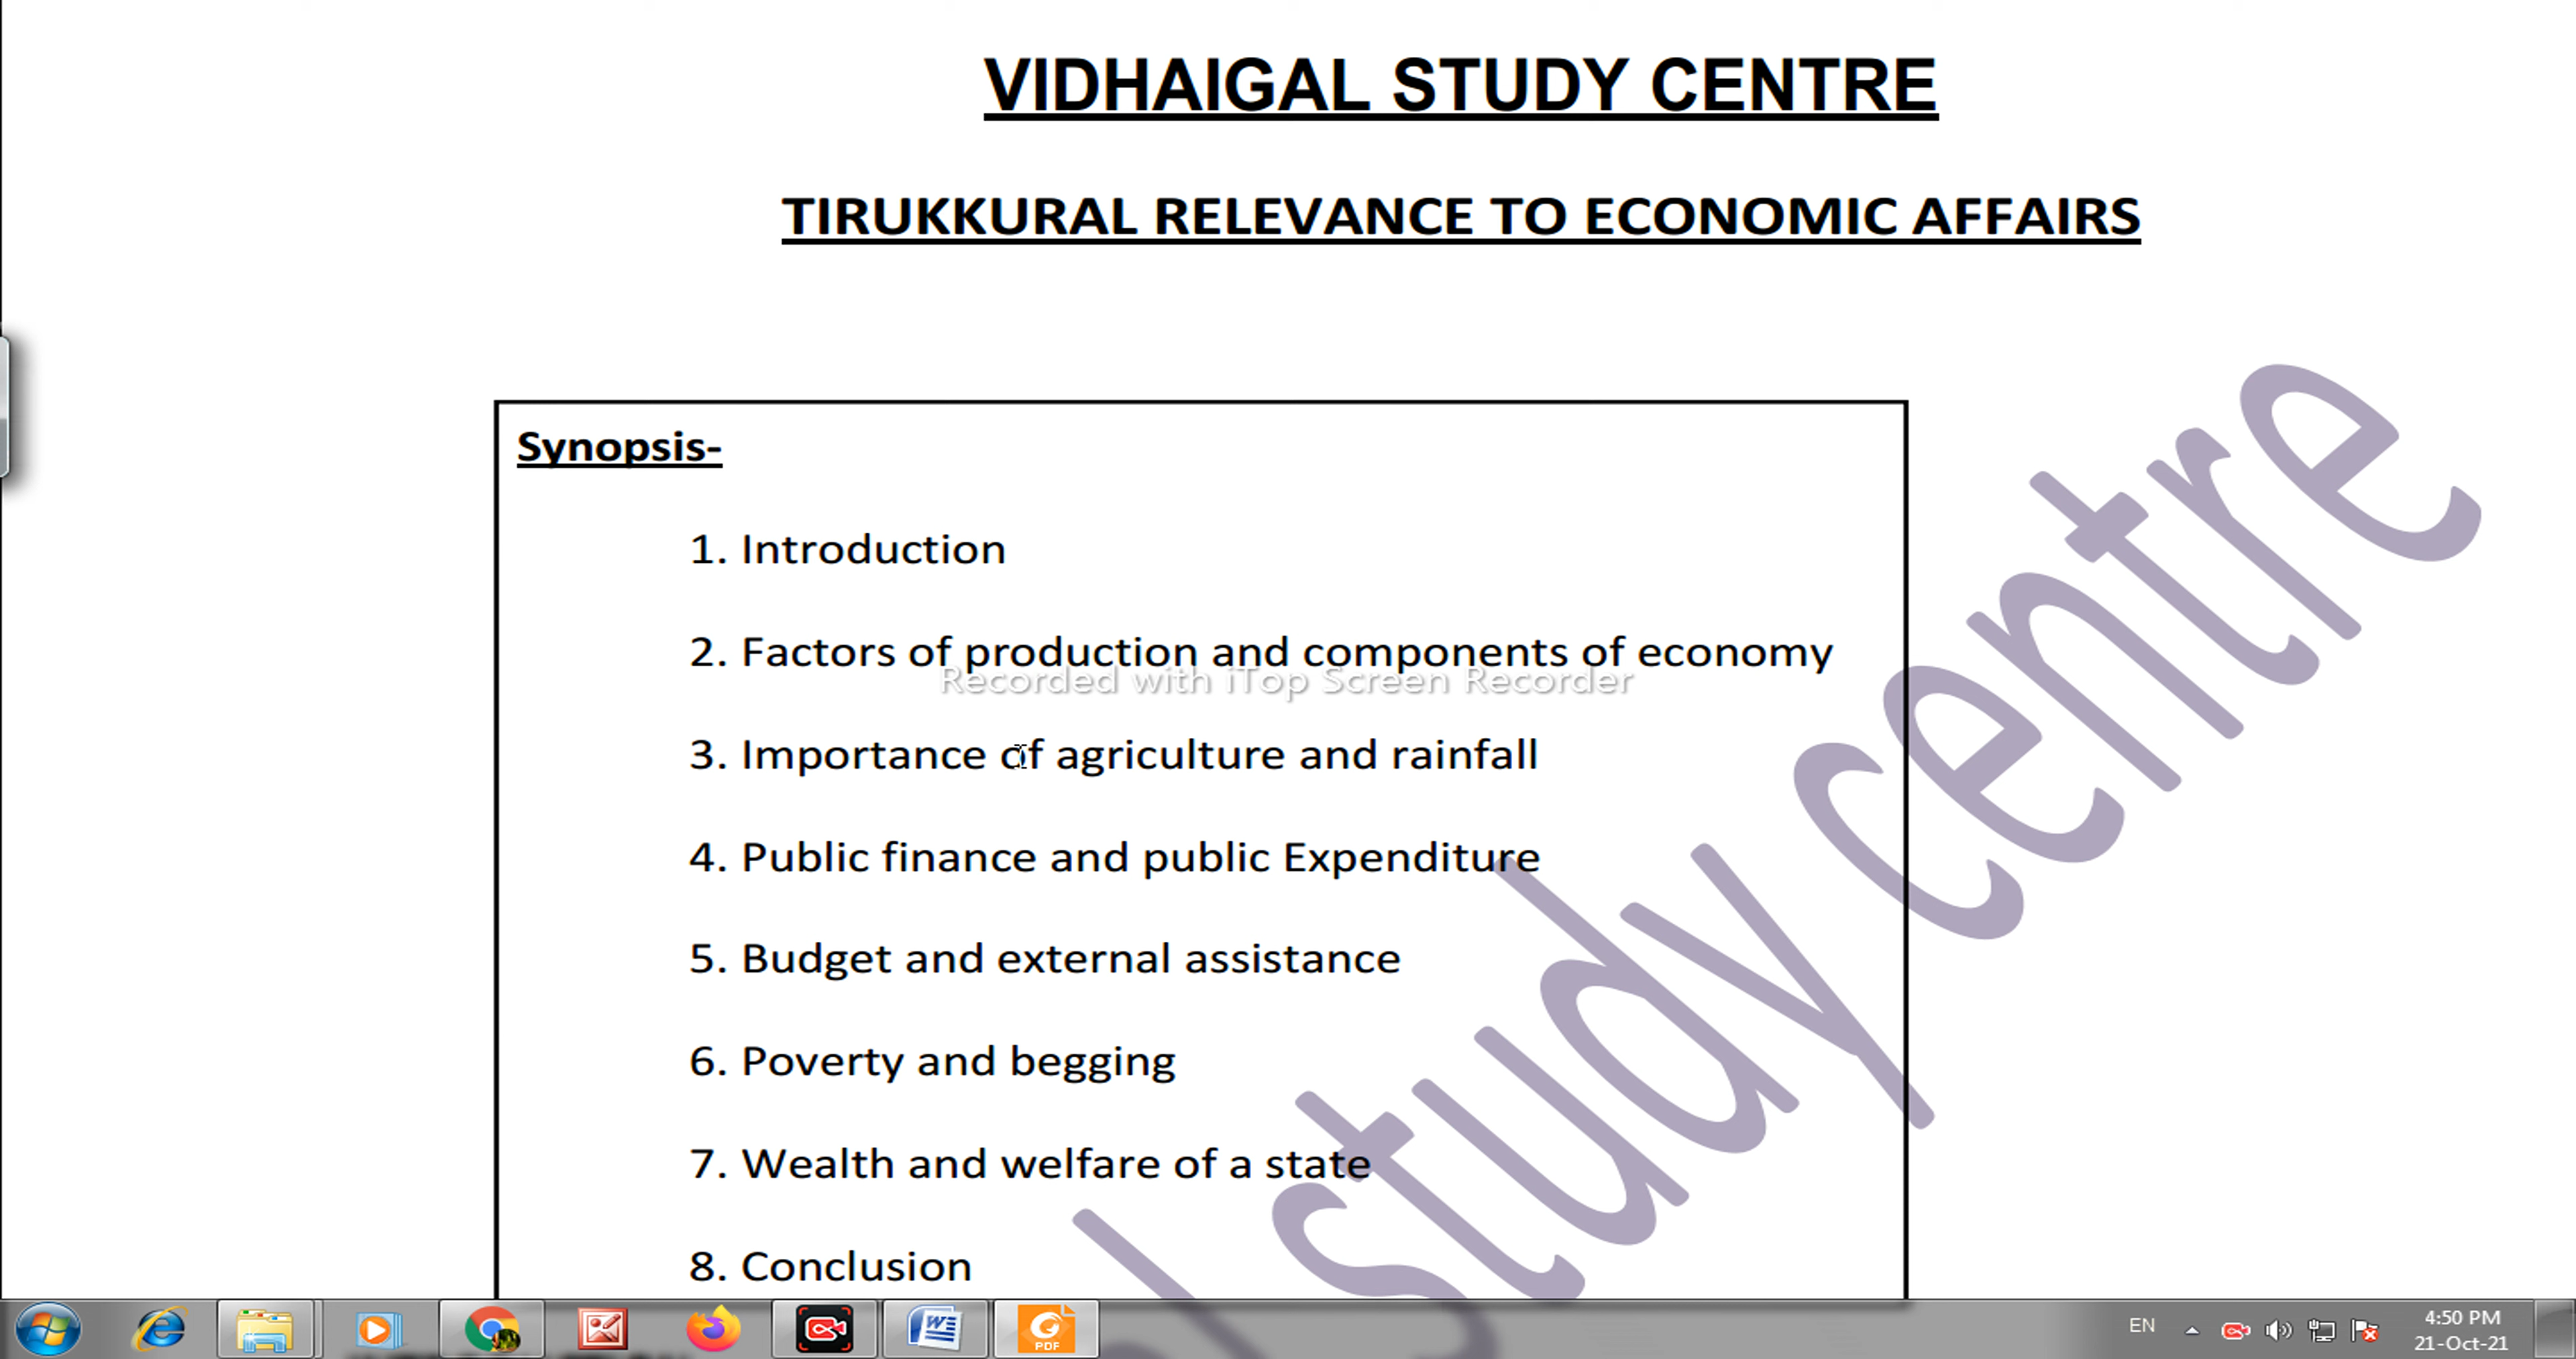 VIDHAIGAL STUDY CENTRE
TIRUKKURAL RELEVANCE TO ECONOMIC AFFAIRS
Synopsis-
1. Introduction
2. Factors of production and components of economy
Recorded with iTop Screen Recorder
3. Importance of agriculture and rainfall
4. Public finance and public Expenditure
5. Budget and external assistance
6. Poverty and begging
7. Wealth and welfare of a state
8. Conclusion
study centre
PDF
EN
4:50 PM
21-Oct-21